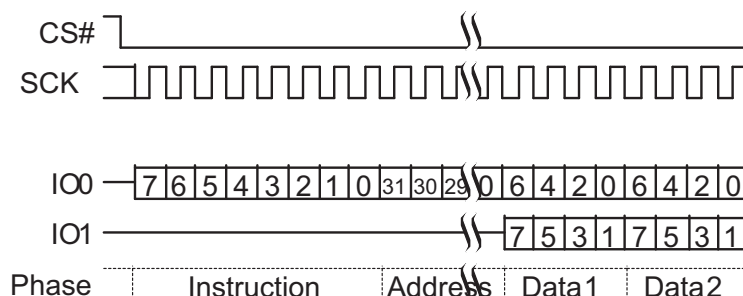 CS#
SCK
IO0 7 6 5 4 3 2 1 0 31 30 29 0 6 4 2 0 6 4 2 0
IO1 7 5 3 1 7 5 3 1
Phase Instruction Address Data1 Data2